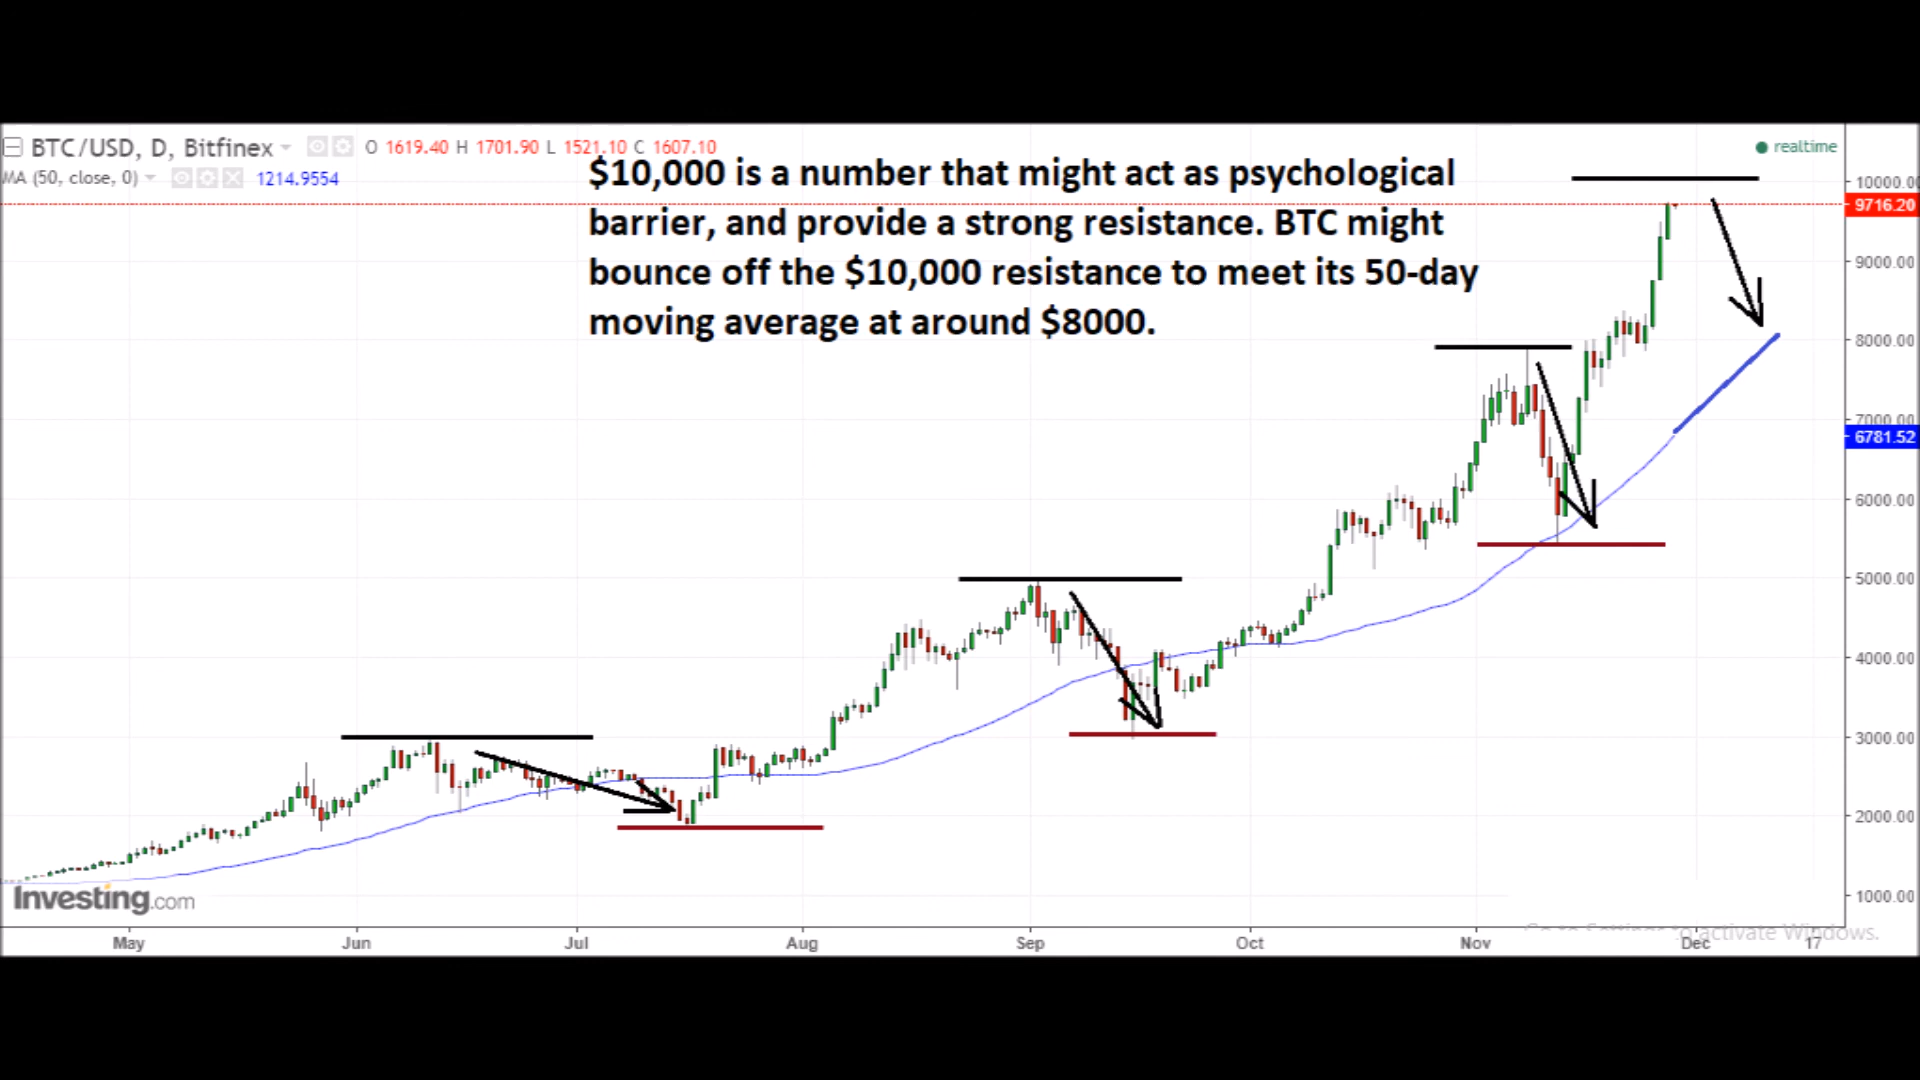 BTC/USD, D, Bitfinex O 1619.40 H 1701.90 L 1521.10 C 1607.10
realtime
MA (50, close, 0) 1214.9554
$10,000 is a number that might act as psychological
barrier, and provide a strong resistance. BTC might
bounce off the $10,000 resistance to meet its 50-day
moving average at around $8000.
10000.00
9716.20
9000.00
8000.00
7000.00
6781.52
6000.00
5000.00
4000.00
3000.00
2000.00
1000.00
Investing.com
activate Windows.
May Jun Jul Aug Sep Oct Nov Dec 17